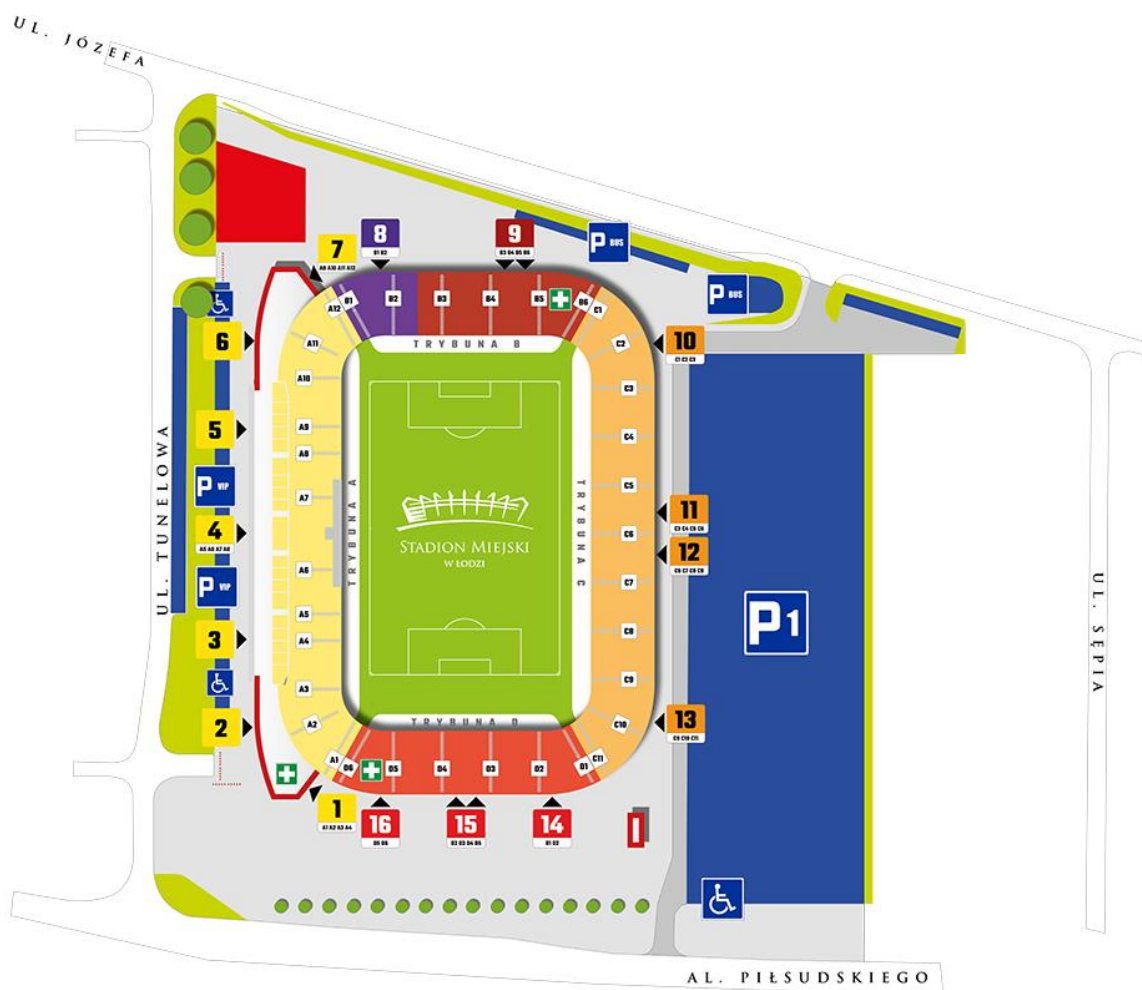 UL. JÓZEFA
8
B1 B2
9
B3 B4 B5 B6
P BUS
7
A9 A10 A11 A12
P BUS
B1
B2
B3
B4
B5
B6
C1
A12
6
A11
TRYBUNA B
C2
10
C1 C2 C3
A10
C3
5
A9
C4
A8
UL. TUNELOWA
P VIP
A7
C5
TRYBUNA A
TRYBUNA C
11
C3 C4 C5 C6
4
A5 A6 A7 A8
STADION MIEJSKI
W ŁODZI
C6
12
C6 C7 C8 C9
P VIP
A6
C7
A5
P1
3
A4
C8
UL. SĘPIA
A3
C9
2
A2
TRYBUNA D
C10
13
C9 C10 C11
A1
D6
D5
D4
D3
D2
D1
C11
1
A1 A2 A3 A4
16
D5 D6
15
D2 D3 D4 D5
14
D1 D2
AL. PIŁSUDSKIEGO